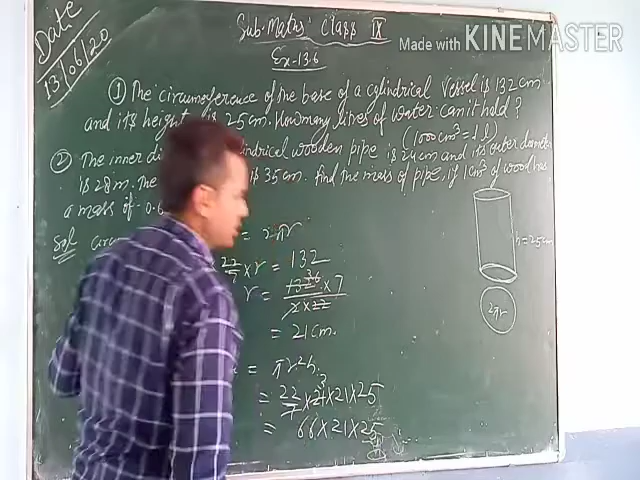 Date
13/06/20
Sub-Maths Class IX
Ex-13.6
Made with KINEMASTER
① The circumference of the base of a cylindrical vessel is 132 cm
and its height is 25cm. How many litres of water can it hold ?
(1000 cm³ = 1 l)
② The inner di cylindrical wooden pipe is 24 cm and its outer
is 28 m. The is 35 cm. find the mass of pipe, if 1 cm³ of wood has
a mass of 0.6
Sol = 2πr
22/7 × r = 132
r = × 7 / 2 × 22
= 21 cm.
= πr²h.
= 22/7 × 21 × 21 × 25
= 66 × 21 × 25
h = 25 cm
2πr